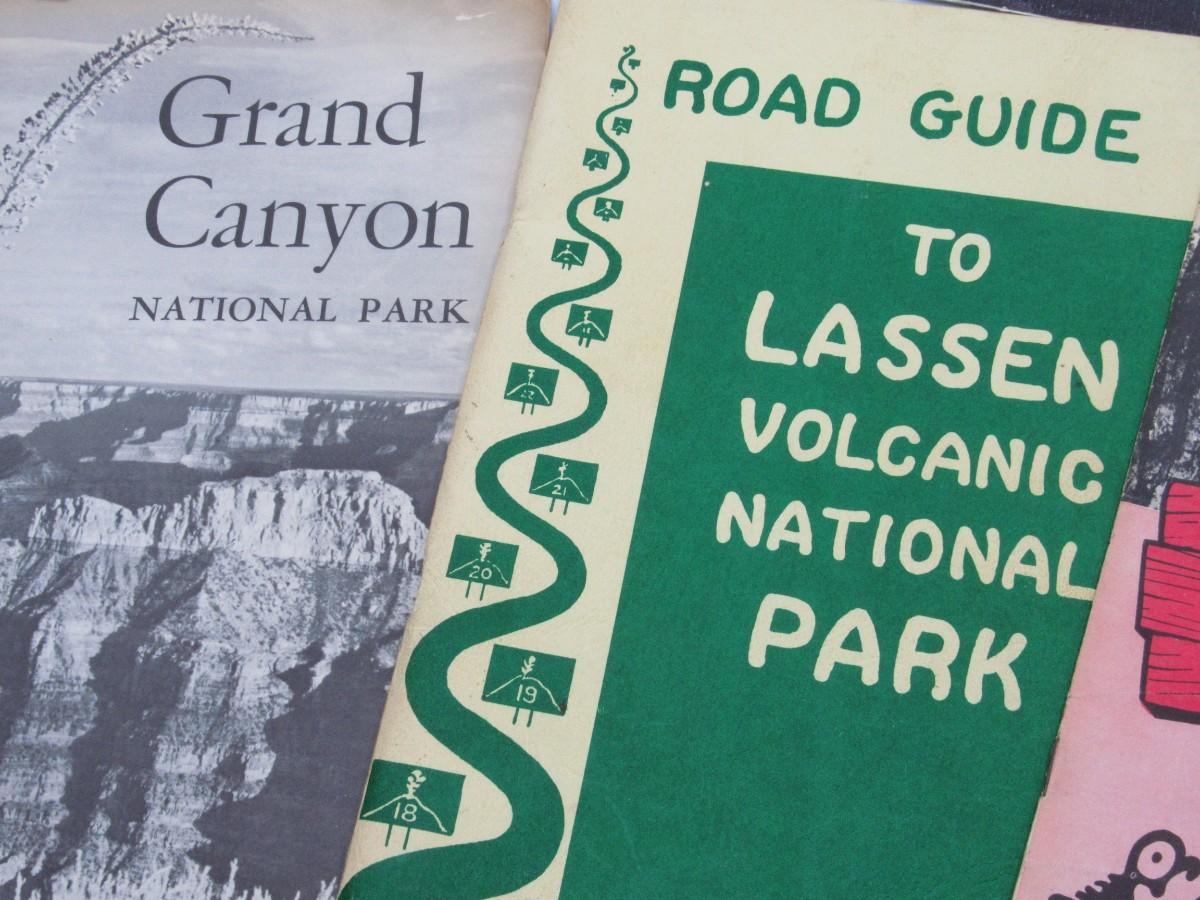 Grand
Canyon
NATIONAL PARK
ROAD GUIDE
TO
LASSEN
VOLCANIC
NATIONAL
PARK
22
21
20
19
18